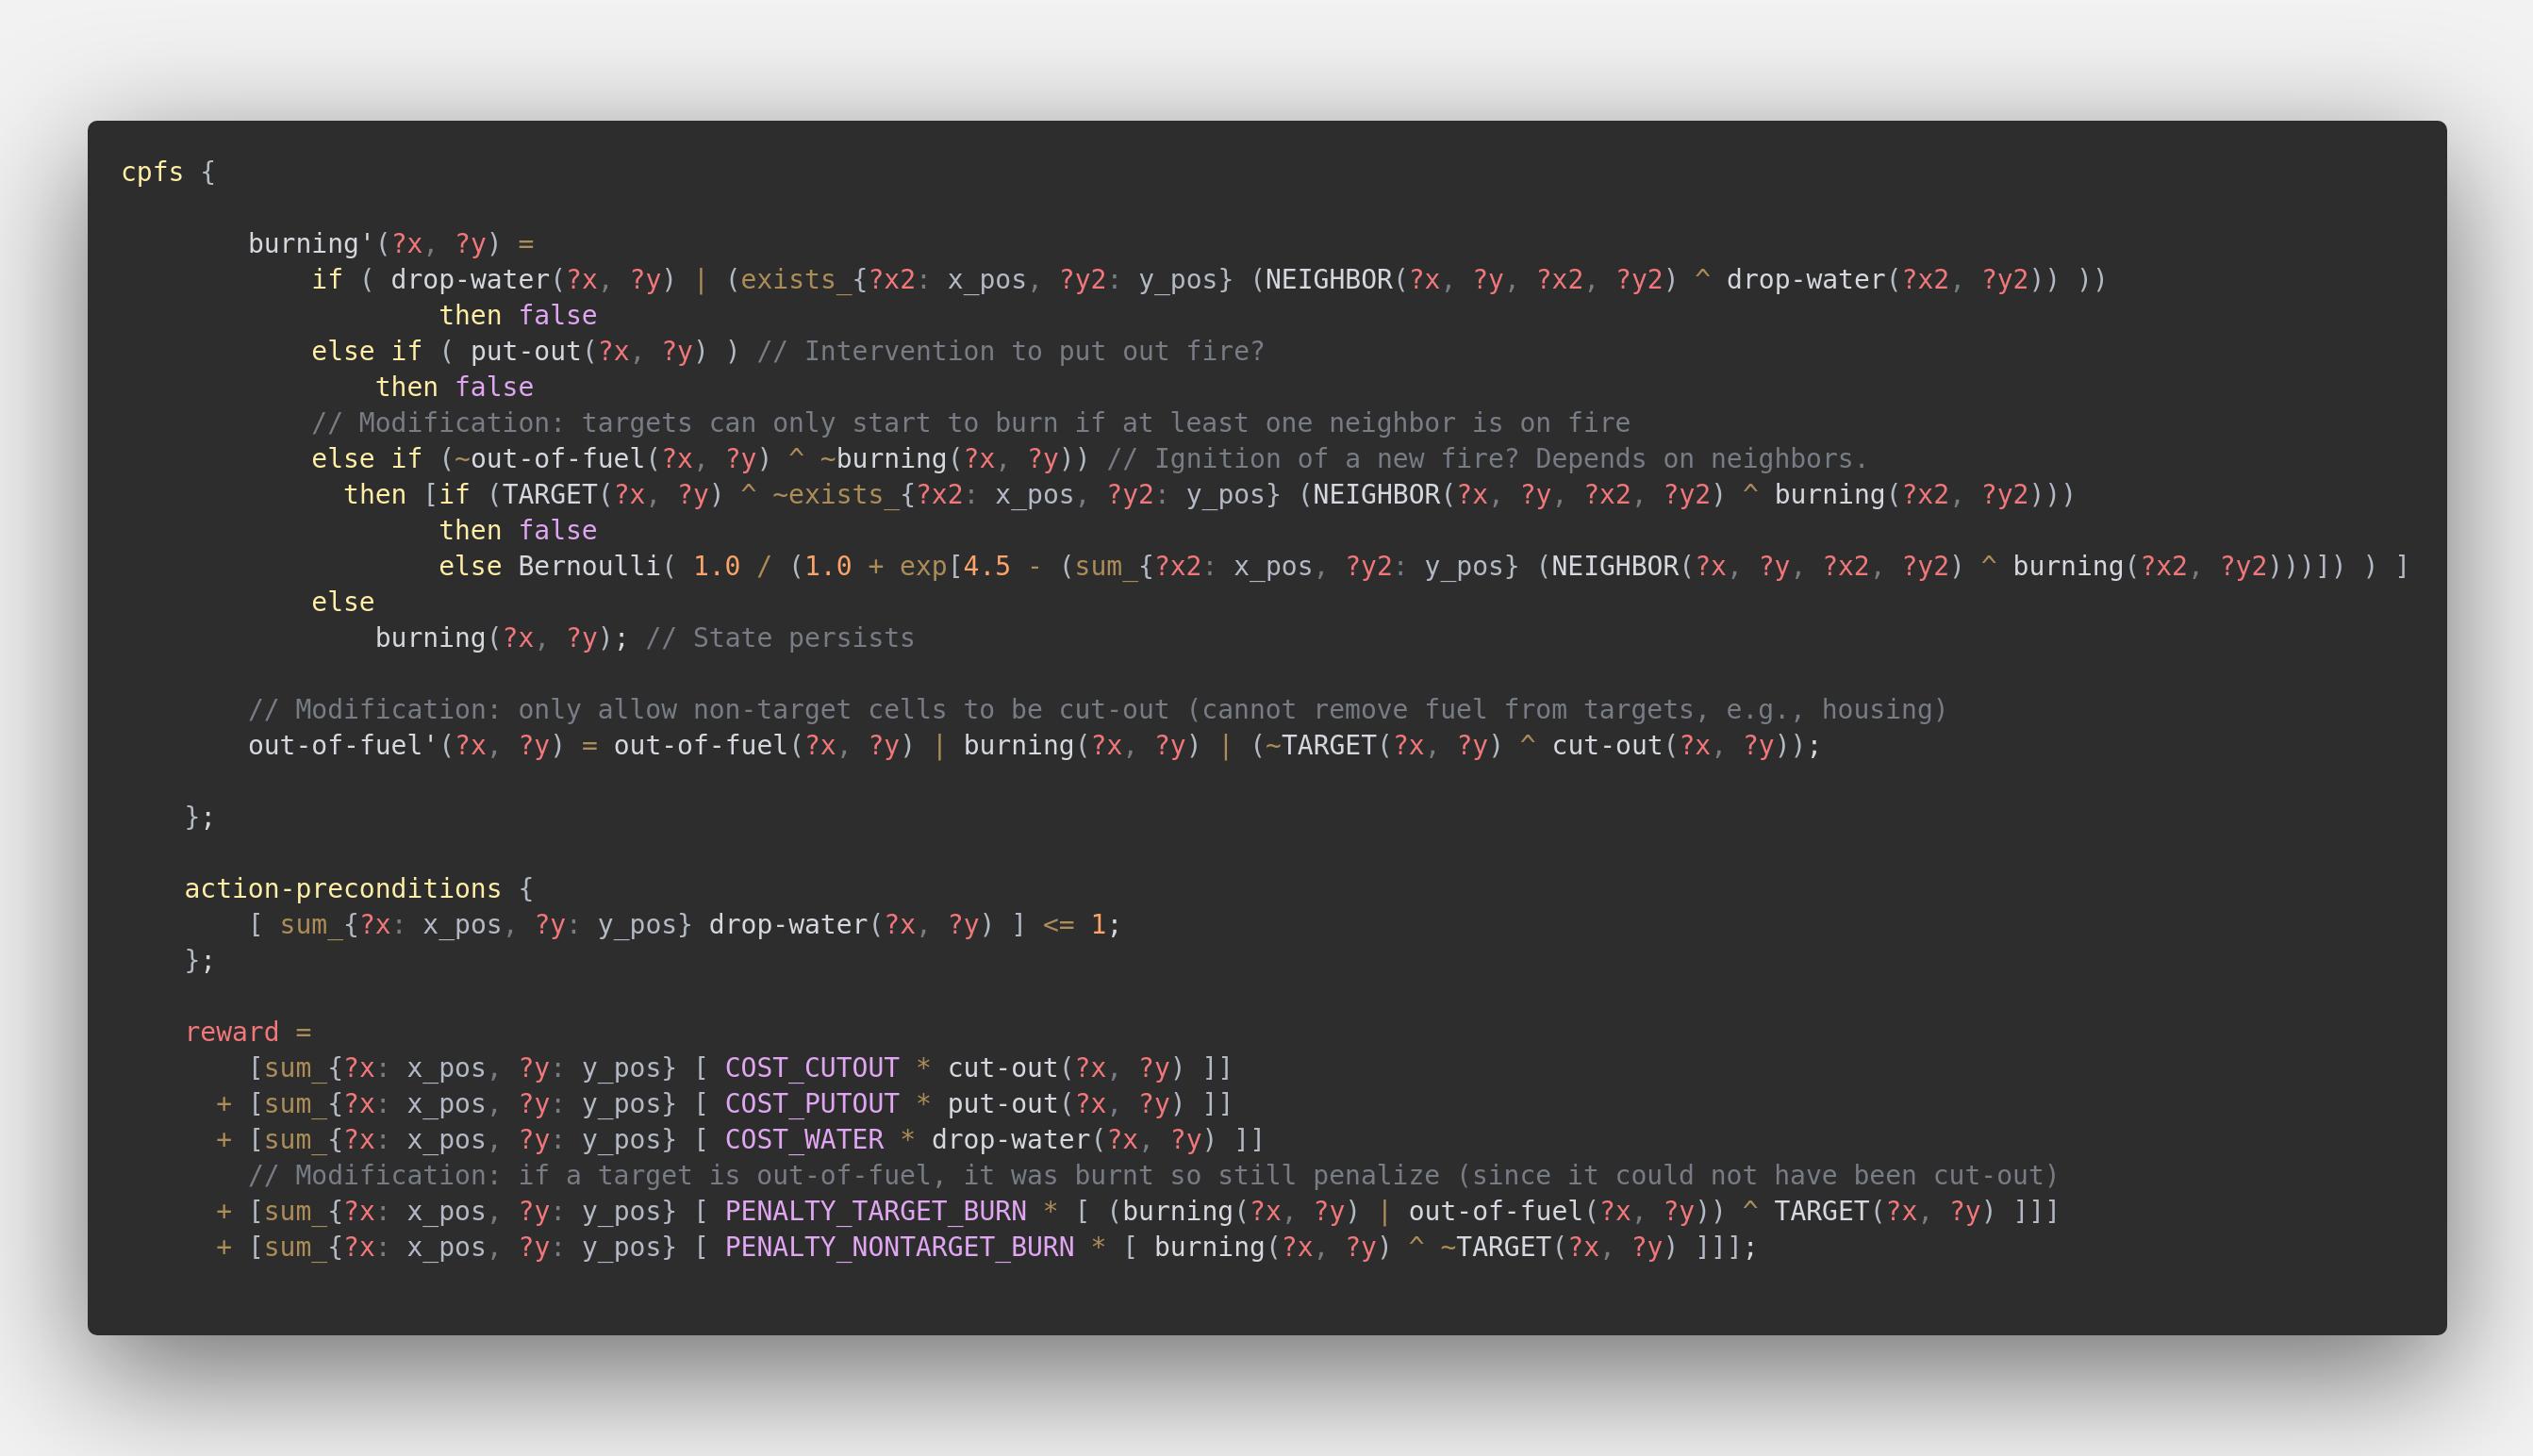 cpfs {
burning'(?x, ?y) =
if ( drop-water(?x, ?y) | (exists_{?x2: x_pos, ?y2: y_pos} (NEIGHBOR(?x, ?y, ?x2, ?y2) ^ drop-water(?x2, ?y2)) ))
then false
else if ( put-out(?x, ?y) ) // Intervention to put out fire?
then false
// Modification: targets can only start to burn if at least one neighbor is on fire
else if (~out-of-fuel(?x, ?y) ^ ~burning(?x, ?y)) // Ignition of a new fire? Depends on neighbors.
then [if (TARGET(?x, ?y) ^ ~exists_{?x2: x_pos, ?y2: y_pos} (NEIGHBOR(?x, ?y, ?x2, ?y2) ^ burning(?x2, ?y2)))
then false
else Bernoulli( 1.0 / (1.0 + exp[4.5 - (sum_{?x2: x_pos, ?y2: y_pos} (NEIGHBOR(?x, ?y, ?x2, ?y2) ^ burning(?x2, ?y2)))]) ) ]
else
burning(?x, ?y); // State persists
// Modification: only allow non-target cells to be cut-out (cannot remove fuel from targets, e.g., housing)
out-of-fuel'(?x, ?y) = out-of-fuel(?x, ?y) | burning(?x, ?y) | (~TARGET(?x, ?y) ^ cut-out(?x, ?y));
};
action-preconditions {
[ sum_{?x: x_pos, ?y: y_pos} drop-water(?x, ?y) ] <= 1;
};
reward =
[sum_{?x: x_pos, ?y: y_pos} [ COST_CUTOUT * cut-out(?x, ?y) ]]
+ [sum_{?x: x_pos, ?y: y_pos} [ COST_PUTOUT * put-out(?x, ?y) ]]
+ [sum_{?x: x_pos, ?y: y_pos} [ COST_WATER * drop-water(?x, ?y) ]]
// Modification: if a target is out-of-fuel, it was burnt so still penalize (since it could not have been cut-out)
+ [sum_{?x: x_pos, ?y: y_pos} [ PENALTY_TARGET_BURN * [ (burning(?x, ?y) | out-of-fuel(?x, ?y)) ^ TARGET(?x, ?y) ]]]
+ [sum_{?x: x_pos, ?y: y_pos} [ PENALTY_NONTARGET_BURN * [ burning(?x, ?y) ^ ~TARGET(?x, ?y) ]]];